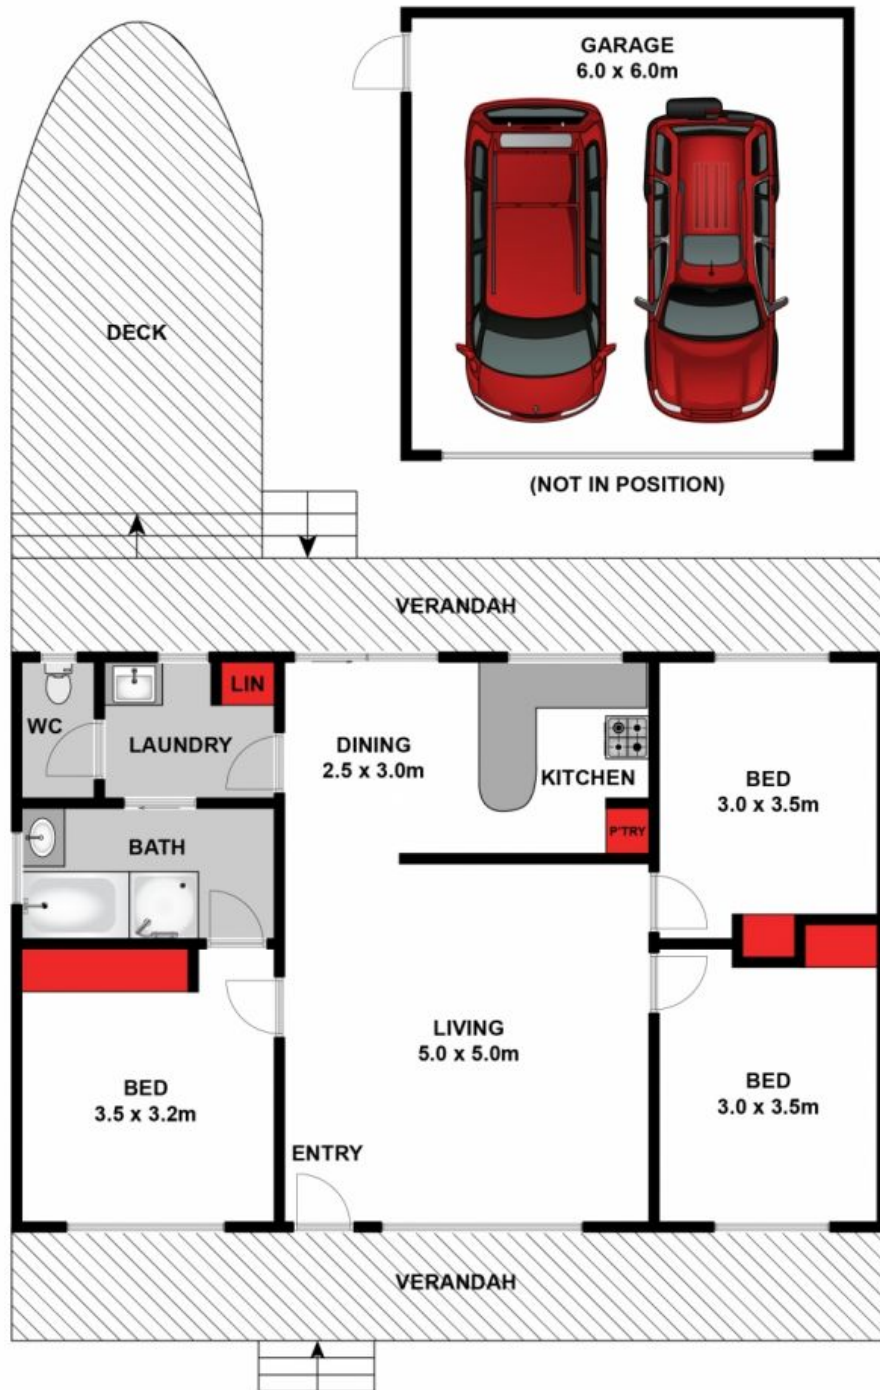 GARAGE
6.0 x 6.0m
DECK
(NOT IN POSITION)
VERANDAH
LIN
WC
LAUNDRY
DINING
2.5 x 3.0m
KITCHEN
BED
3.0 x 3.5m
P'TRY
BATH
LIVING
5.0 x 5.0m
BED
3.5 x 3.2m
BED
3.0 x 3.5m
ENTRY
VERANDAH